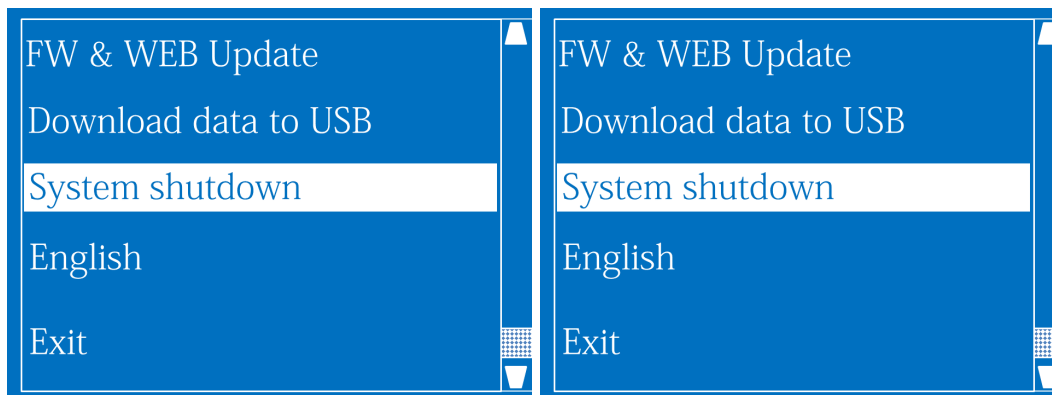 FW & WEB Update
Download data to USB
System shutdown
English
Exit
FW & WEB Update
Download data to USB
System shutdown
English
Exit